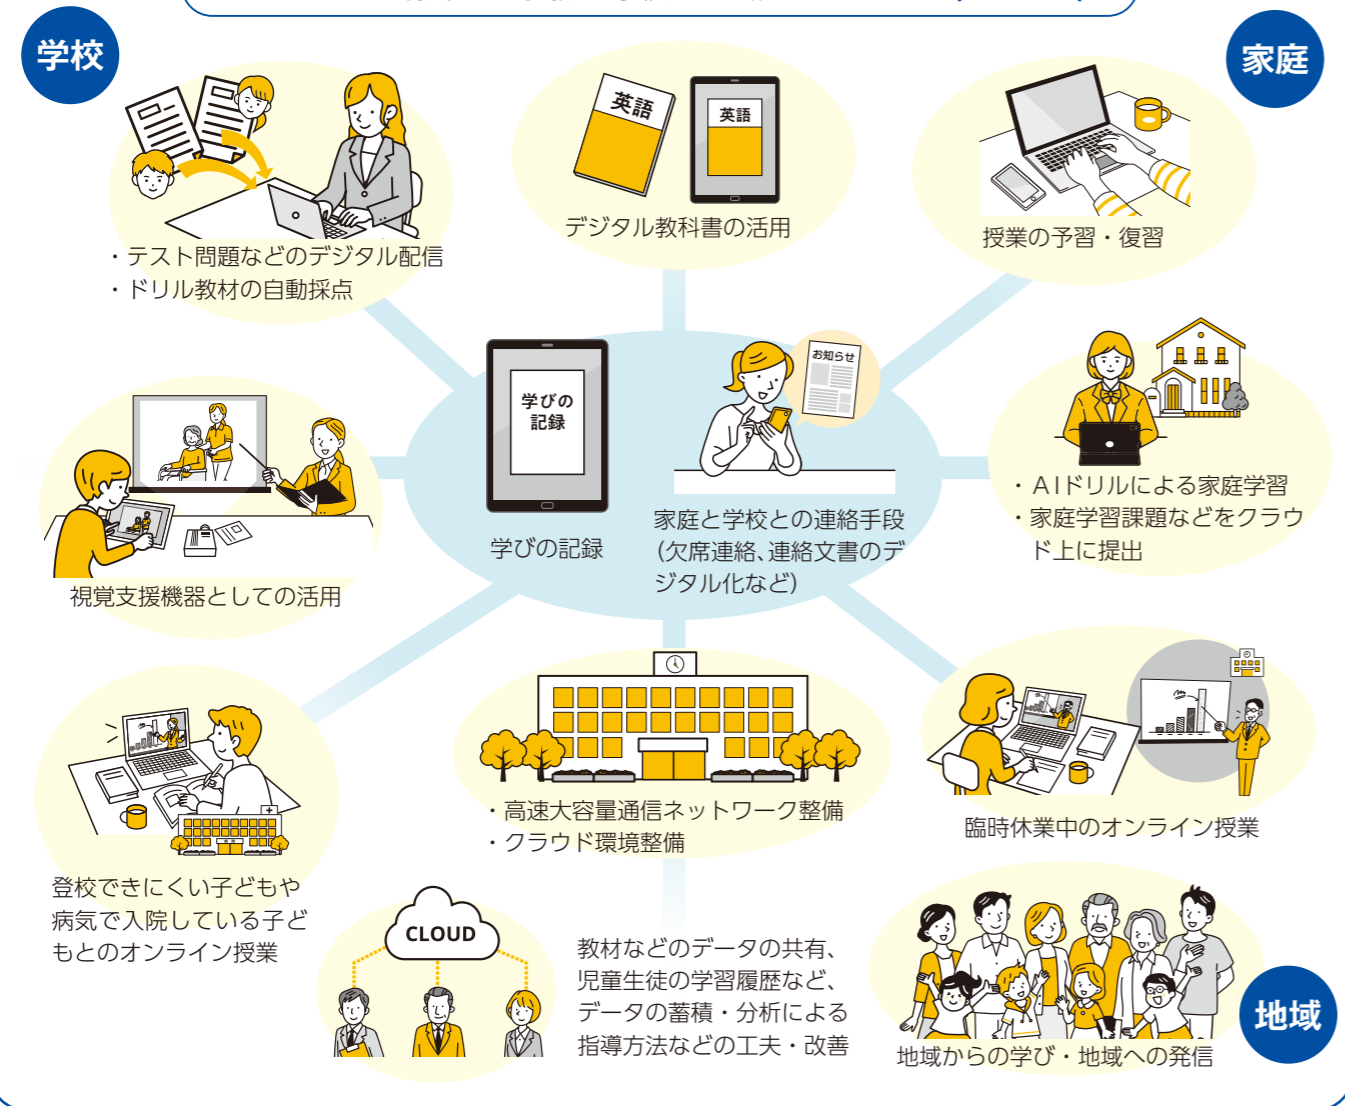 学校
家庭
英語
英語
・テスト問題などのデジタル配信
・ドリル教材の自動採点
デジタル教科書の活用
授業の予習・復習
学びの
記録
お知らせ
学びの記録
家庭と学校との連絡手段
（欠席連絡、連絡文書のデ
ジタル化など）
・AIドリルによる家庭学習
・家庭学習課題などをクラウ
ド上に提出
視覚支援機器としての活用
・高速大容量通信ネットワーク整備
・クラウド環境整備
臨時休業中のオンライン授業
登校できにくい子どもや
病気で入院している子ど
もとのオンライン授業
CLOUD
教材などのデータの共有、
児童生徒の学習履歴など、
データの蓄積・分析による
指導方法などの工夫・改善
地域からの学び・地域への発信
地域